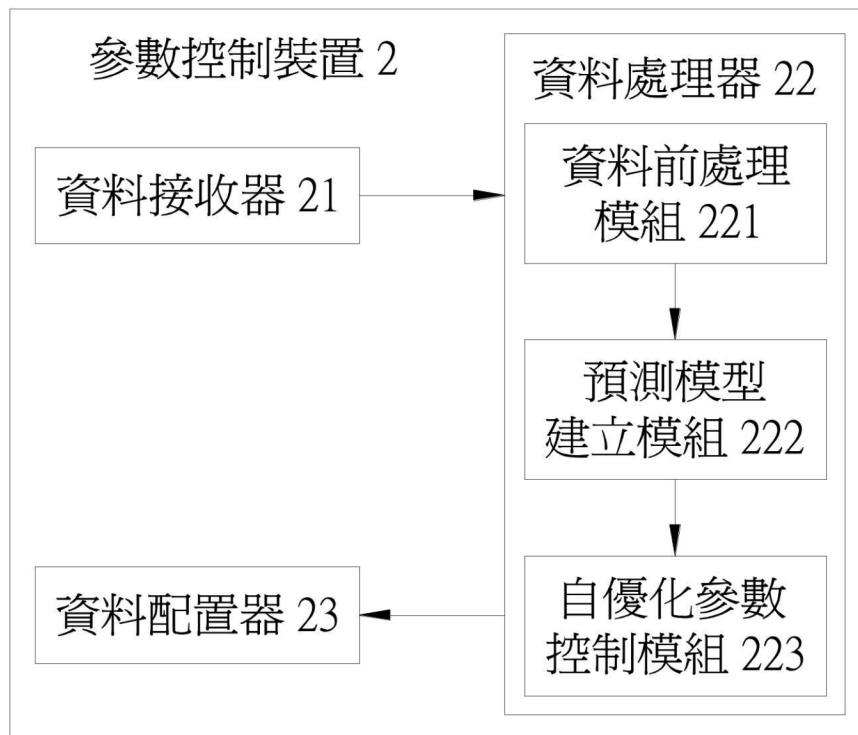 參數控制裝置 2
資料接收器 21
資料處理器 22
資料前處理
模組 221
預測模型
建立模組 222
自優化參數
控制模組 223
資料配置器 23